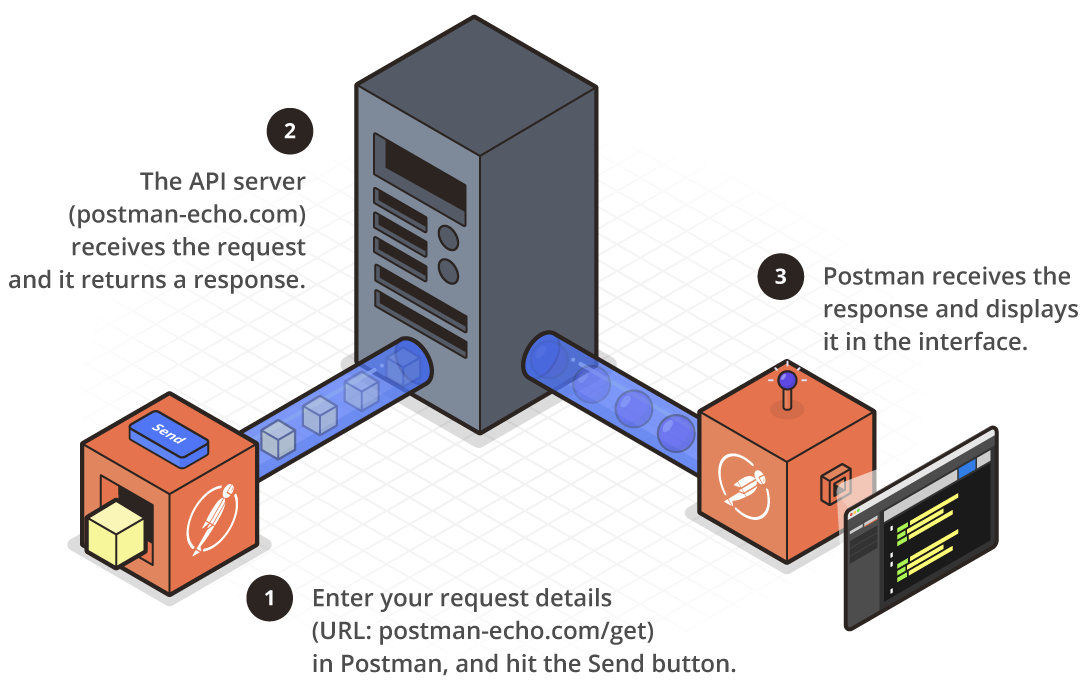 2
The API server
(postman-echo.com)
receives the request
and it returns a response.
3
Postman receives the
response and displays
it in the interface.
Send
1
Enter your request details
(URL: postman-echo.com/get)
in Postman, and hit the Send button.